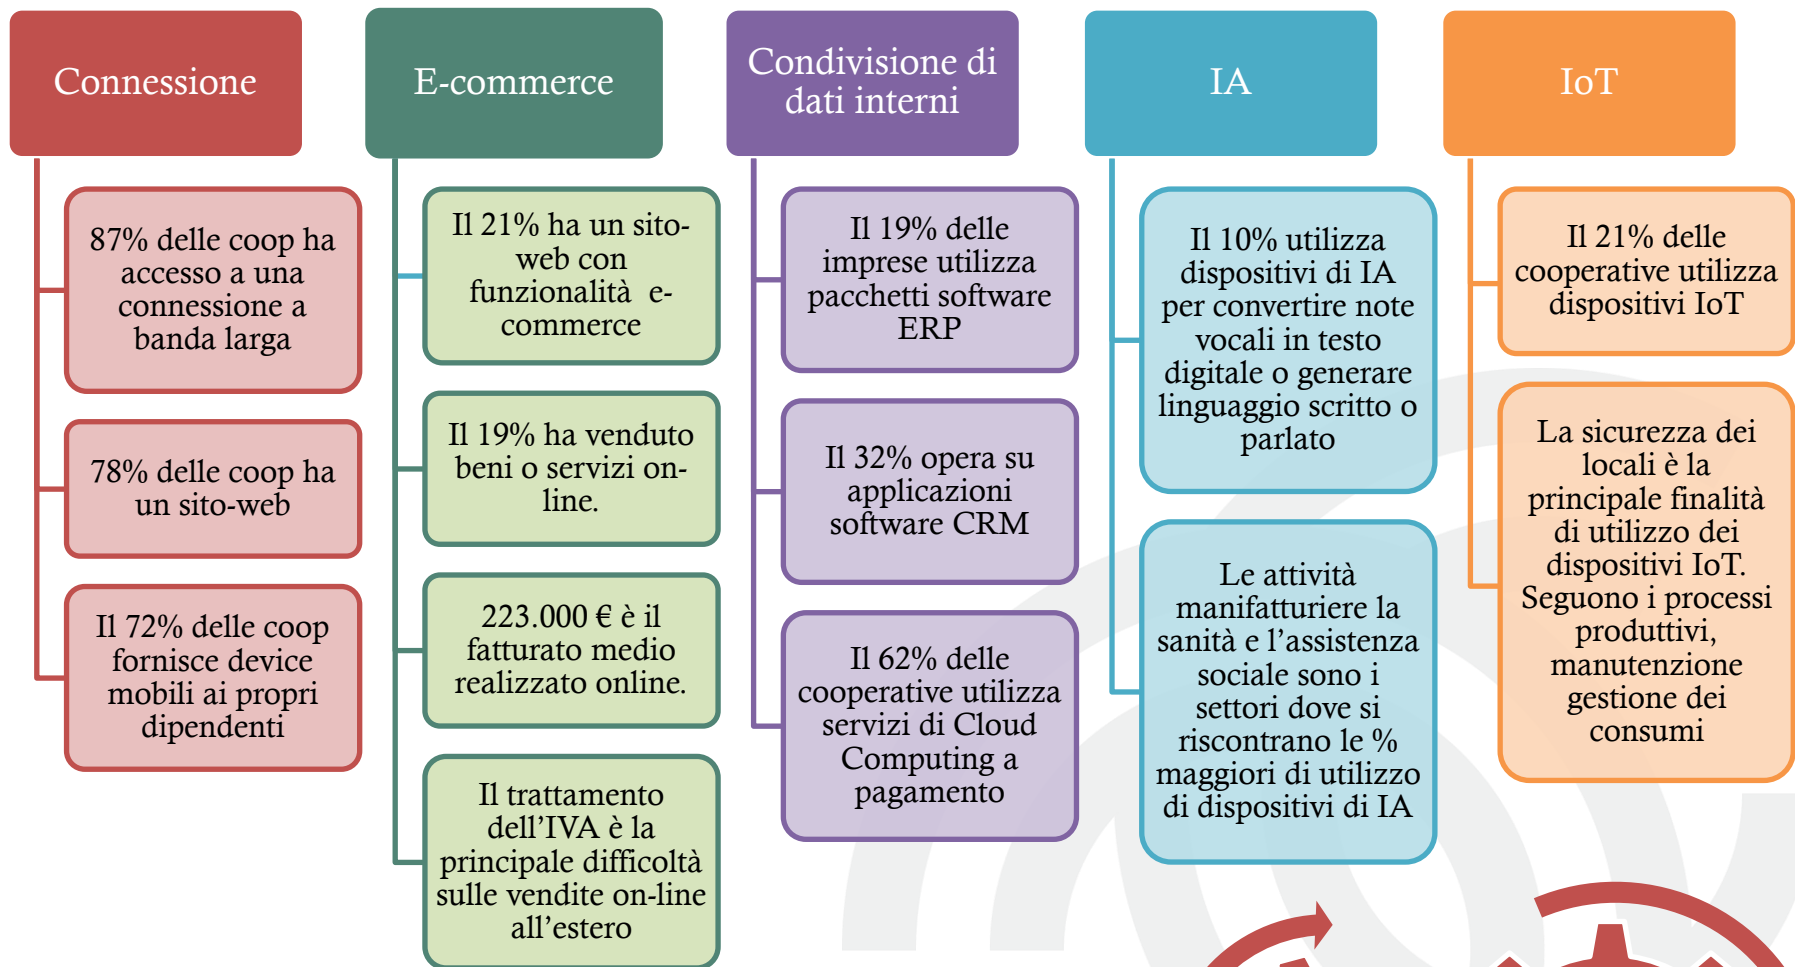 Connessione
87% delle coop ha
accesso a una
connessione a
banda larga
78% delle coop ha
un sito-web
Il 72% delle coop
fornisce device
mobili ai propri
dipendenti
E-commerce
Il 21% ha un sito-
web con
funzionalità e-
commerce
Il 19% ha venduto
beni o servizi on-
line.
223.000 € è il
fatturato medio
realizzato online.
Il trattamento
dell’IVA è la
principale difficoltà
sulle vendite on-line
all’estero
Condivisione di
dati interni
Il 19% delle
imprese utilizza
pacchetti software
ERP
Il 32% opera su
applicazioni
software CRM
Il 62% delle
cooperative utilizza
servizi di Cloud
Computing a
pagamento
IA
Il 10% utilizza
dispositivi di IA
per convertire note
vocali in testo
digitale o generare
linguaggio scritto o
parlato
Le attività
manifatturiere la
sanità e l’assistenza
sociale sono i
settori dove si
riscontrano le %
maggiori di utilizzo
di dispositivi di IA
IoT
Il 21% delle
cooperative utilizza
dispositivi IoT
La sicurezza dei
locali è la
principale finalità
di utilizzo dei
dispositivi IoT.
Seguono i processi
produttivi,
manutenzione
gestione dei
consumi